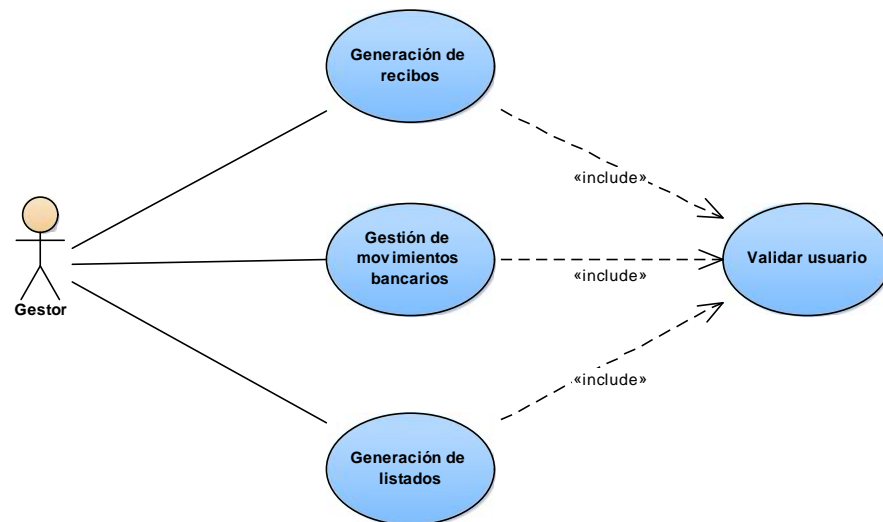 Generación de
recibos
«include»
Gestor
Gestión de
movimientos
bancarios
«include»
Validar usuario
«include»
Generación de
listados